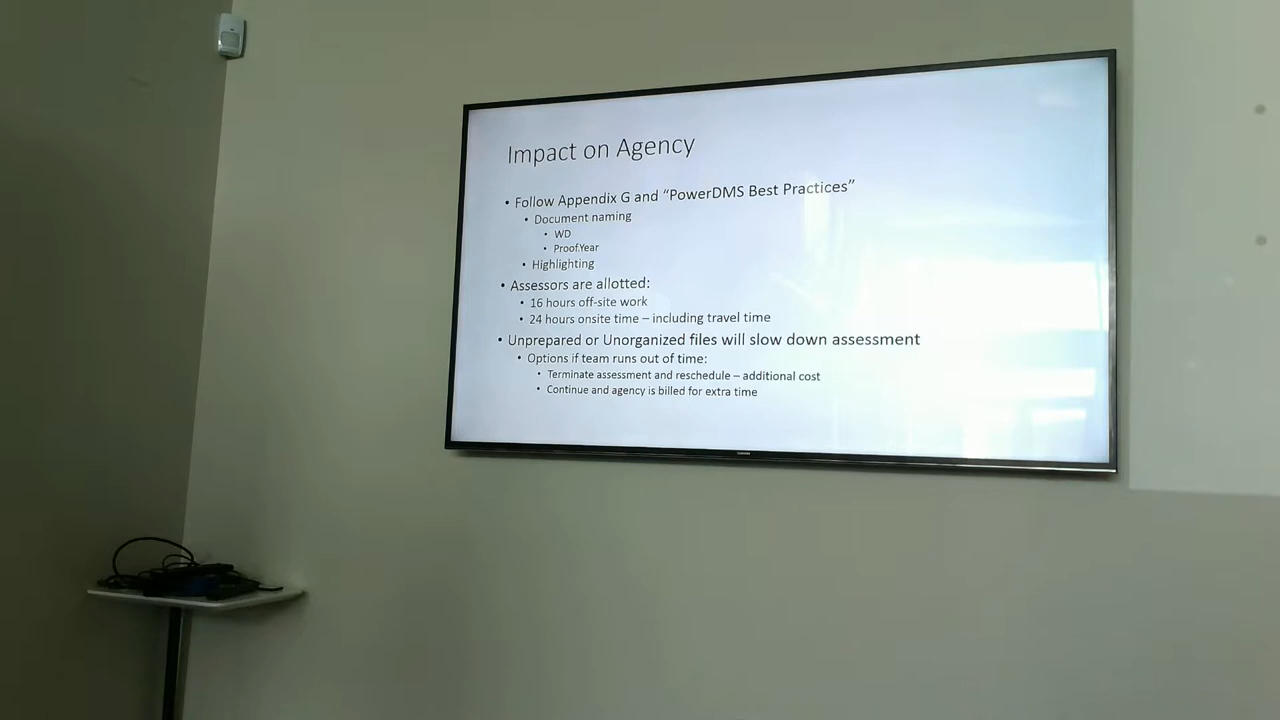 Impact on Agency
• Follow Appendix G and “PowerDMS Best Practices”
• Document naming
• WD
• Proof.Year
• Highlighting
• Assessors are allotted:
• 16 hours off-site work
• 24 hours onsite time – including travel time
• Unprepared or Unorganized files will slow down assessment
• Options if team runs out of time:
• Terminate assessment and reschedule – additional cost
• Continue and agency is billed for extra time
SAMSUNG